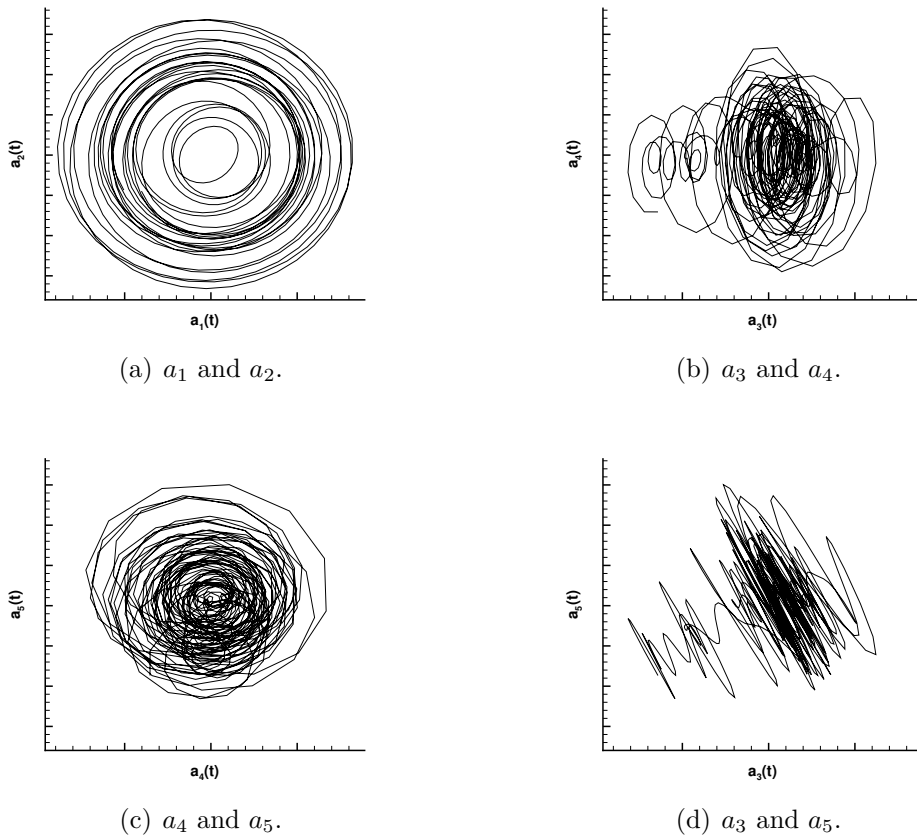 a₂(t)
a₁(t)
(a) a₁ and a₂.
a₄(t)
a₃(t)
(b) a₃ and a₄.
a₅(t)
a₄(t)
(c) a₄ and a₅.
a₅(t)
a₃(t)
(d) a₃ and a₅.